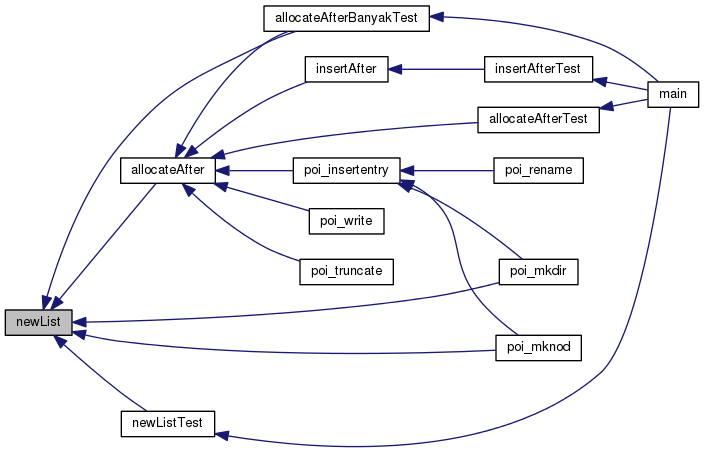 allocateAfterBanyakTest
insertAfter
insertAfterTest
main
allocateAfterTest
allocateAfter
poi_insertentry
poi_rename
poi_write
poi_truncate
poi_mkdir
newList
poi_mknod
newListTest